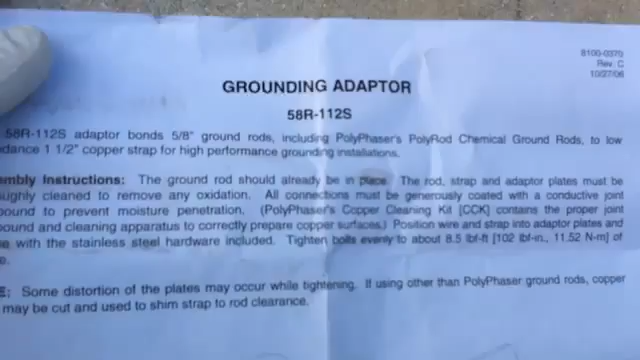 8100-0370
Rev. C
10/27/06
GROUNDING ADAPTOR
58R-112S
58R-112S adaptor bonds 5/8" ground rods, including PolyPhaser's PolyRod Chemical Ground Rods, to low
dance 1 1/2" copper strap for high performance grounding installations.
embly Instructions: The ground rod should already be in place. The rod, strap and adaptor plates must be
ughly cleaned to remove any oxidation. All connections must be generously coated with a conductive joint
ound to prevent moisture penetration. (PolyPhaser's Copper Cleaning Kit [CCK] contains the proper joint
ound and cleaning apparatus to correctly prepare copper surfaces.) Position wire and strap into adaptor plates and
e with the stainless steel hardware included. Tighten bolts evenly to about 8.5 lbf-ft [102 lbf-in., 11.52 N-m] of
e.
E: Some distortion of the plates may occur while tightening. If using other than PolyPhaser ground rods, copper
may be cut and used to shim strap to rod clearance.